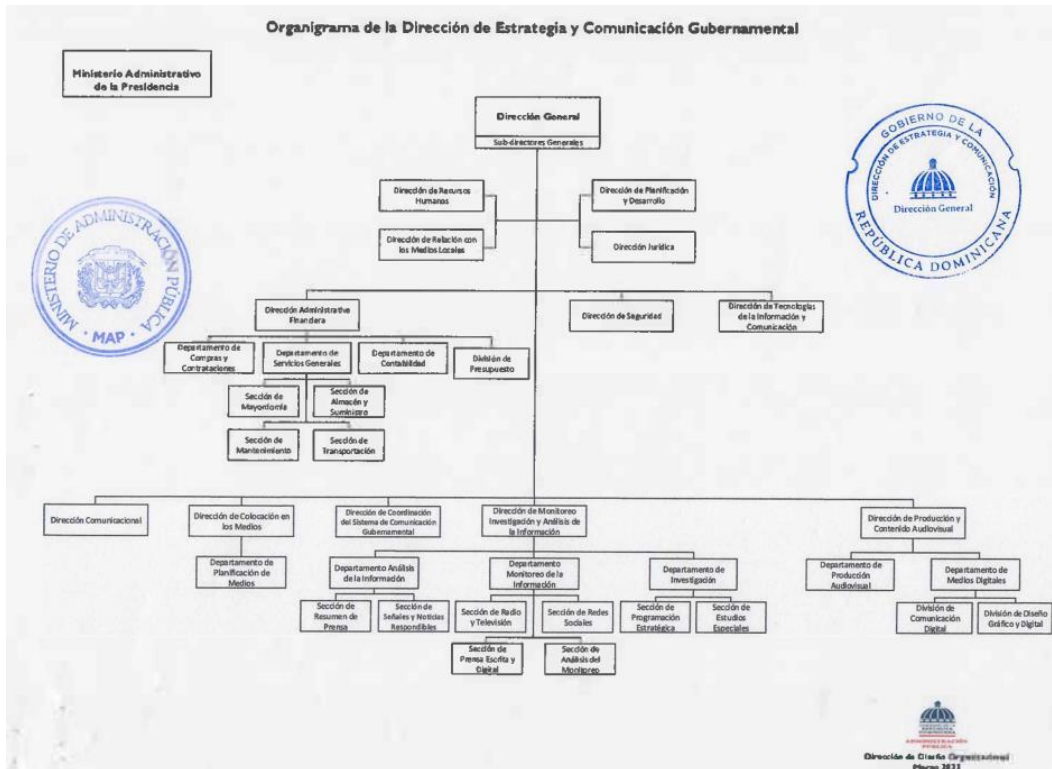 Organigrama de la Dirección de Estrategia y Comunicación Gubernamental
Ministerio Administrativo
de la Presidencia
Dirección General
Sub-directores Generales
GOBIERNO DE LA
REPÚBLICA DOMINICANA
DIRECCIÓN DE ESTRATEGIA Y COMUNICACIÓN
Dirección General
MINISTERIO DE ADMINISTRACIÓN PÚBLICA
· MAP ·
Dirección de Recursos
Humanos
Dirección de Planificación
y Desarrollo
Dirección de Relación con
los Medios Locales
Dirección Jurídica
Dirección Administrativa
Financiera
Dirección de Seguridad
Dirección de Tecnologías
de la Información y
Comunicación
Departamento de
Compras y
Contrataciones
Departamento de
Servicios Generales
Departamento de
Contabilidad
División de
Presupuesto
Sección de
Mayordomía
Sección de
Almacén y
Suministro
Sección de
Mantenimiento
Sección de
Transportación
Dirección Comunicacional
Dirección de Colocación en
los Medios
Dirección de Coordinación
del Sistema de Comunicación
Gubernamental
Dirección de Monitoreo
Investigación y Análisis de
la Información
Dirección de Producción y
Contenido Audiovisual
Departamento de
Planificación de
Medios
Departamento Análisis
de la Información
Departamento
Monitoreo de la
Información
Departamento de
Investigación
Departamento de
Producción
Audiovisual
Departamento de
Medios Digitales
Sección de
Resumen de
Prensa
Sección de
Señales y Noticias
Respondibles
Sección de Radio
y Televisión
Sección de Redes
Sociales
Sección de
Programación
Estratégica
Sección de
Estudios
Especiales
División de
Comunicación
Digital
División de Diseño
Gráfico y Digital
Sección de
Prensa Escrita y
Digital
Sección de
Análisis del
Monitoreo
ADMINISTRACIÓN
PÚBLICA
Dirección de Diseño Organizacional